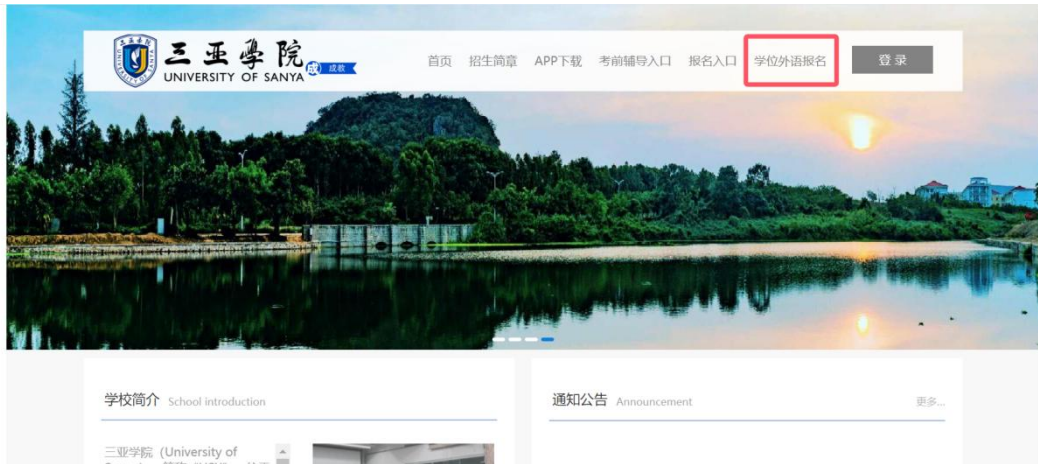 三亞學院
UNIVERSITY OF SANYA
成 成教
首页 招生简章 APP下载 考前辅导入口 报名入口 学位外语报名 登录
学校简介 School introduction
通知公告 Announcement 更多...
三亚学院（University of